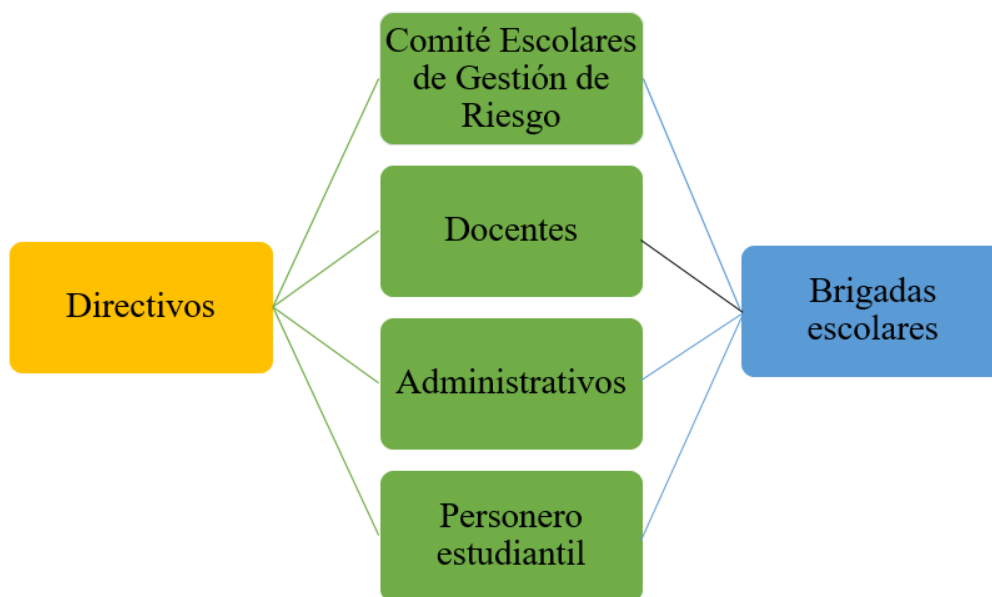 Comité Escolares
de Gestión de
Riesgo
Docentes
Directivos
Brigadas
escolares
Administrativos
Personero
estudiantil